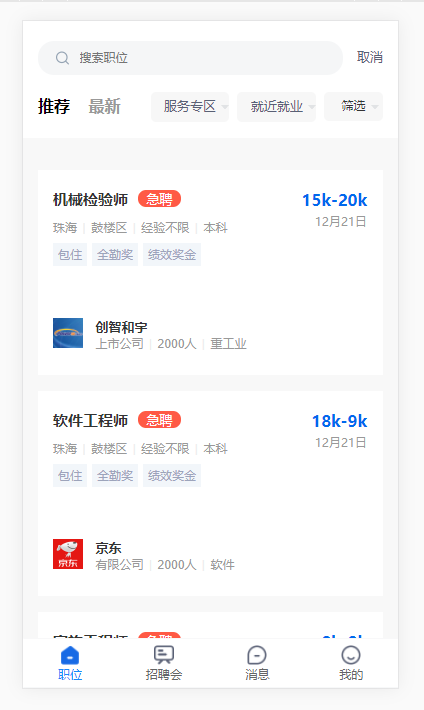 搜索职位 取消
推荐 最新 服务专区 就近就业 筛选
机械检验师 急聘 15k-20k
珠海 鼓楼区 经验不限 本科 12月21日
包住 全勤奖 绩效奖金
创智和宇
上市公司 2000人 重工业
软件工程师 急聘 18k-9k
珠海 鼓楼区 经验不限 本科 12月21日
包住 全勤奖 绩效奖金
京东
京东
有限公司 2000人 软件
职位 招聘会 消息 我的